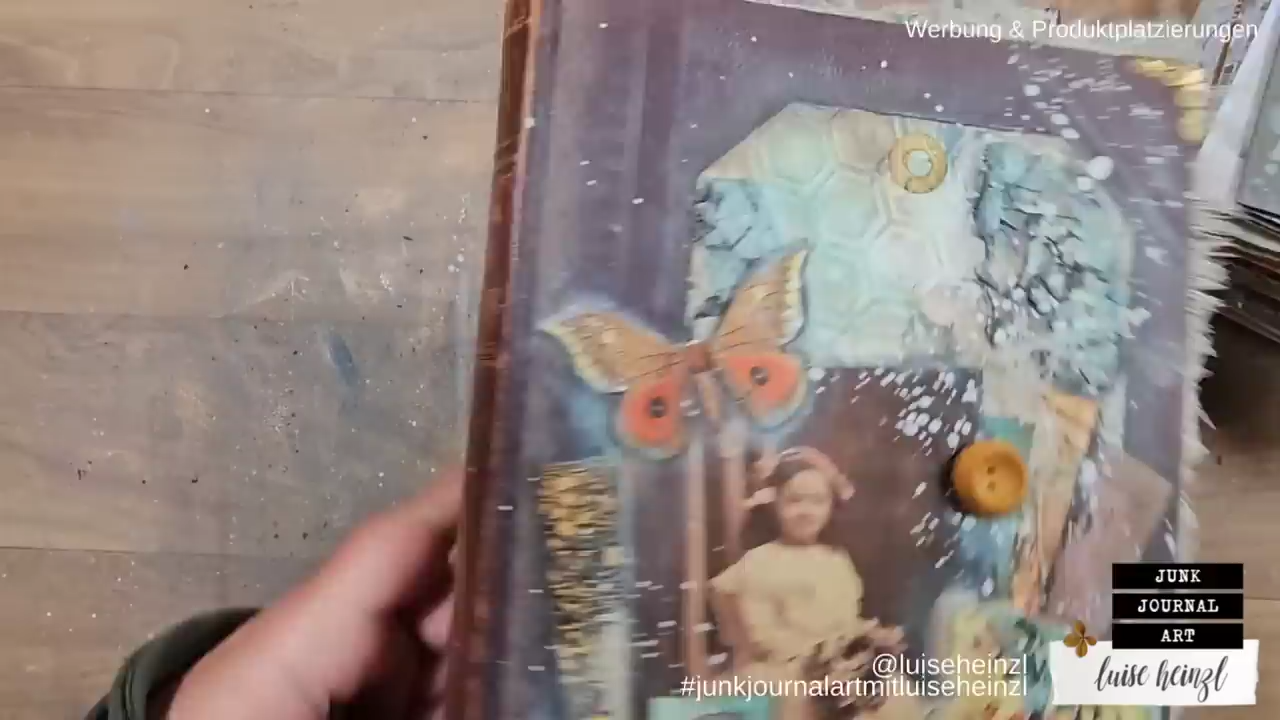 Werbung & Produktplatzierungen
JUNK
JOURNAL
ART
@luiseheinzl
#junkjournalartmitluiseheinzl
luise heinzl